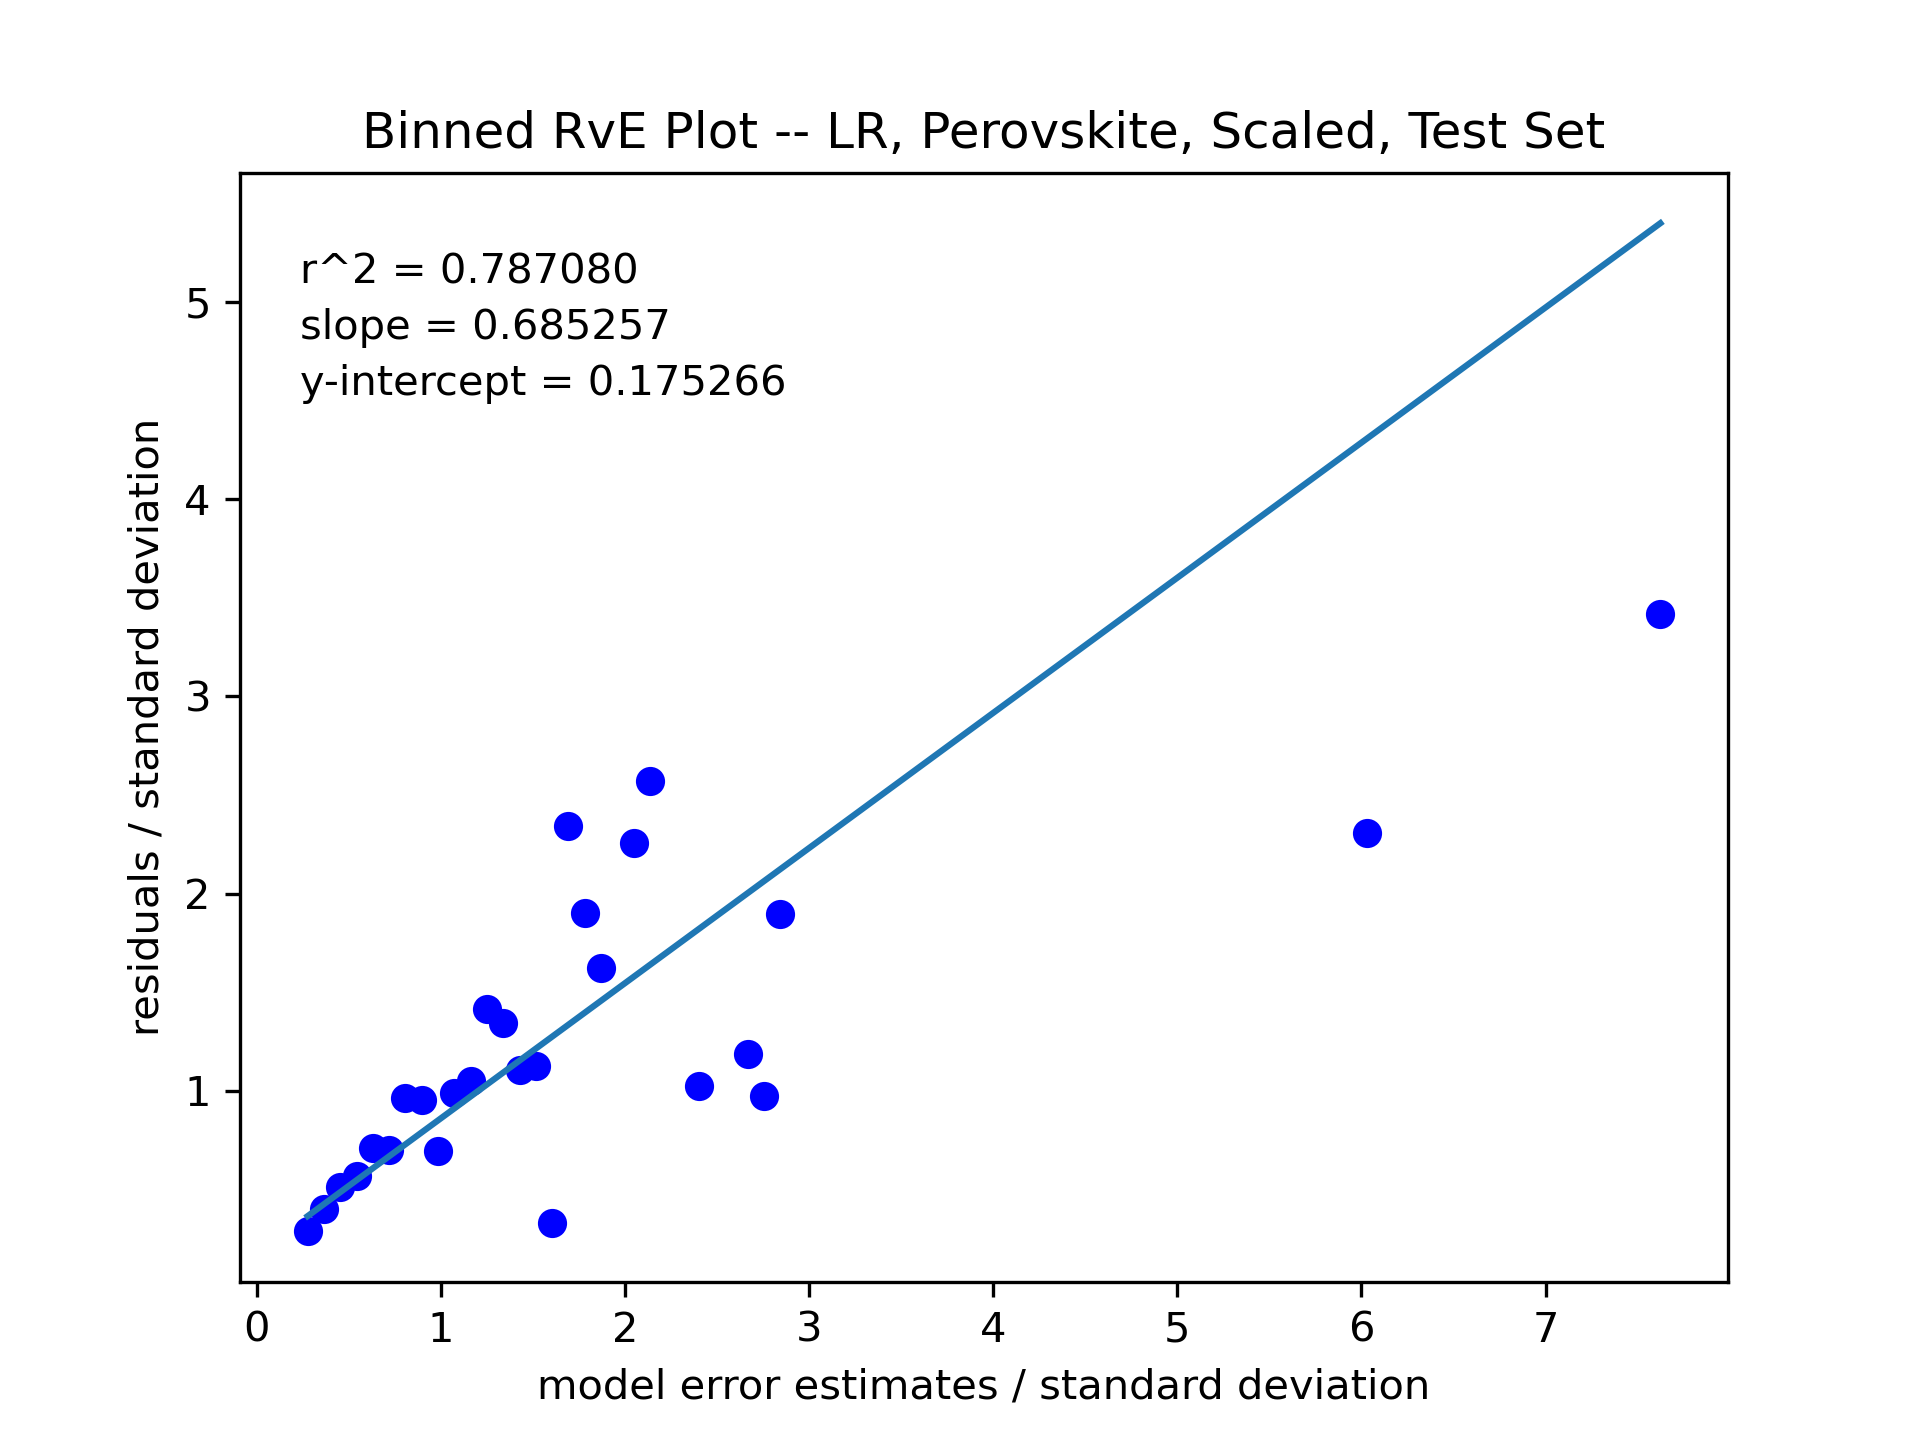 Binned RvE Plot -- LR, Perovskite, Scaled, Test Set
r^2 = 0.787080
slope = 0.685257
y-intercept = 0.175266
residuals / standard deviation
5
4
3
2
1
0 1 2 3 4 5 6 7
model error estimates / standard deviation